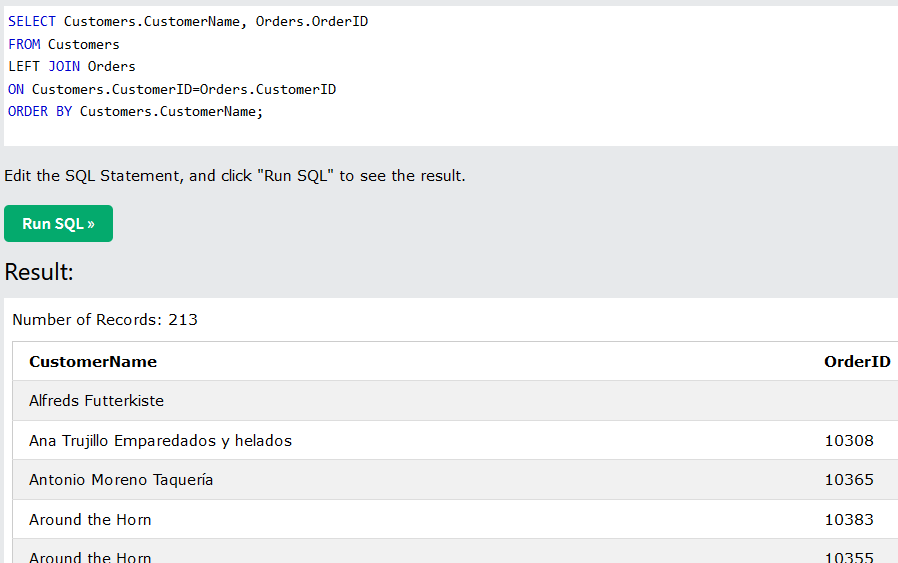 SELECT Customers.CustomerName, Orders.OrderID
FROM Customers
LEFT JOIN Orders
ON Customers.CustomerID=Orders.CustomerID
ORDER BY Customers.CustomerName;
Edit the SQL Statement, and click "Run SQL" to see the result.
Run SQL »
Result:
Number of Records: 213
CustomerName OrderID
Alfreds Futterkiste
Ana Trujillo Emparedados y helados 10308
Antonio Moreno Taquería 10365
Around the Horn 10383
Around the Horn 10355